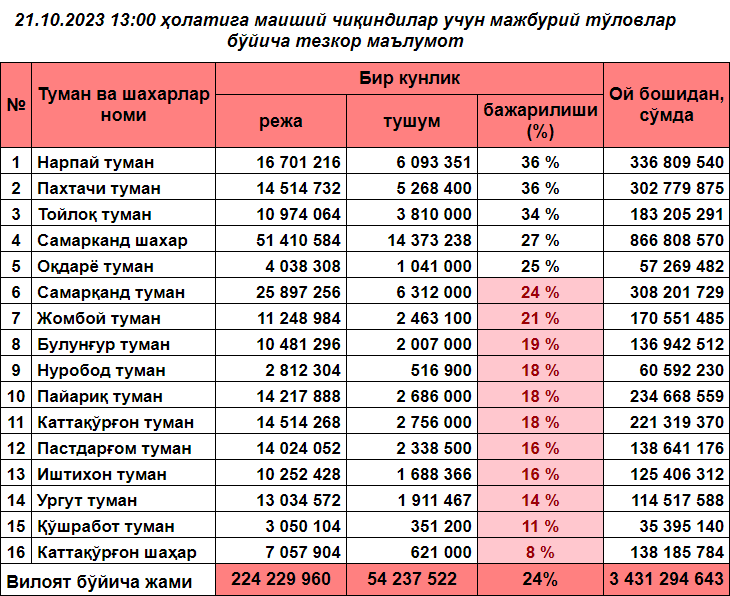 21.10.2023 13:00 ҳолатига маиший чиқиндилар учун мажбурий тўловлар
бўйича тезкор маълумот
№ Туман ва шахарлар номи Бир кунлик Ой бошидан, сўмда
режа тушум бажарилиши (%)
1 Нарпай туман 16 701 216 6 093 351 36 % 336 809 540
2 Пахтачи туман 14 514 732 5 268 400 36 % 302 779 875
3 Тойлоқ туман 10 974 064 3 810 000 34 % 183 205 291
4 Самарканд шахар 51 410 584 14 373 238 27 % 866 808 570
5 Оқдарё туман 4 038 308 1 041 000 25 % 57 269 482
6 Самарқанд туман 25 897 256 6 312 000 24 % 308 201 729
7 Жомбой туман 11 248 984 2 463 100 21 % 170 551 485
8 Булунғур туман 10 481 296 2 007 000 19 % 136 942 512
9 Нуробод туман 2 812 304 516 900 18 % 60 592 230
10 Пайариқ туман 14 217 888 2 686 000 18 % 234 668 559
11 Каттақўрғон туман 14 514 268 2 756 000 18 % 221 319 370
12 Пастдарғом туман 14 024 052 2 338 500 16 % 138 641 176
13 Иштихон туман 10 252 428 1 688 366 16 % 125 406 312
14 Ургут туман 13 034 572 1 911 467 14 % 114 517 588
15 Қўшработ туман 3 050 104 351 200 11 % 35 395 140
16 Каттақўрғон шаҳар 7 057 904 621 000 8 % 138 185 784
Вилоят бўйича жами 224 229 960 54 237 522 24% 3 431 294 643